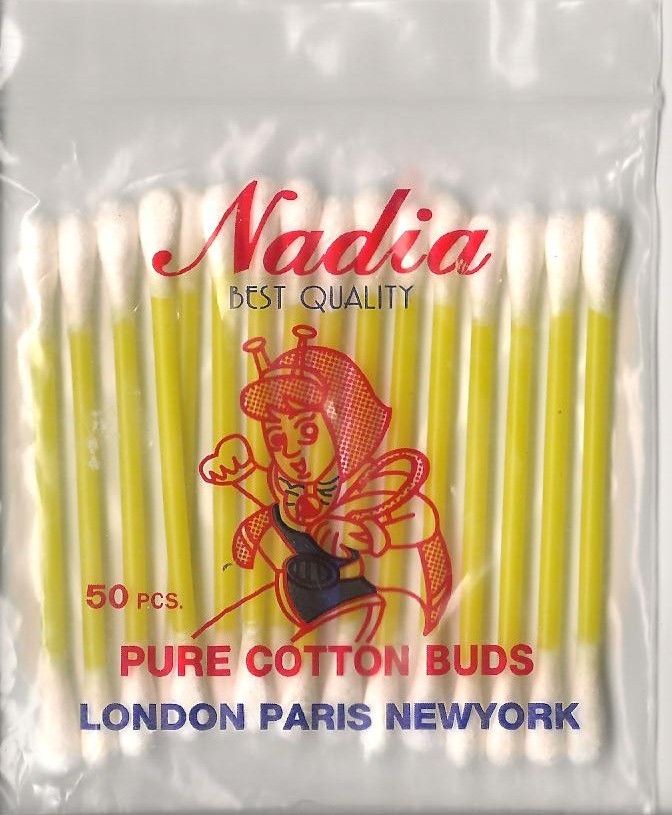 Nadia
BEST QUALITY
50 PCS.
PURE COTTON BUDS
LONDON PARIS NEWYORK